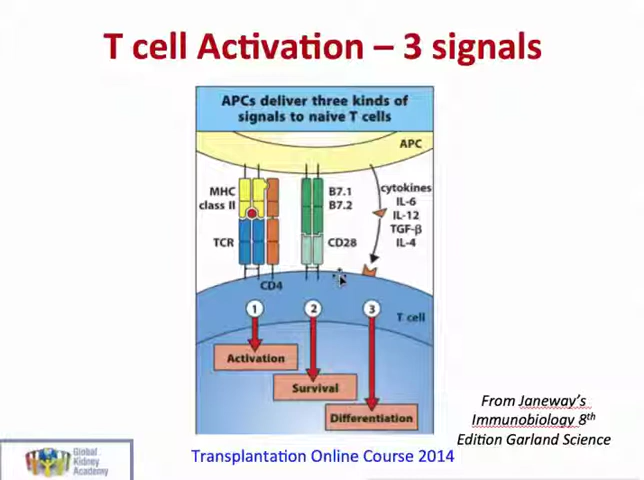 T cell Activation – 3 signals
APCs deliver three kinds of
signals to naive T cells
APC
MHC
class II
B7.1
B7.2
cytokines
IL-6
IL-12
TGF-β
IL-4
TCR
CD28
CD4
1
2
3
T cell
Activation
Survival
Differentiation
From Janeway's
Immunobiology 8th
Edition Garland Science
Global
Kidney
Academy
Transplantation Online Course 2014